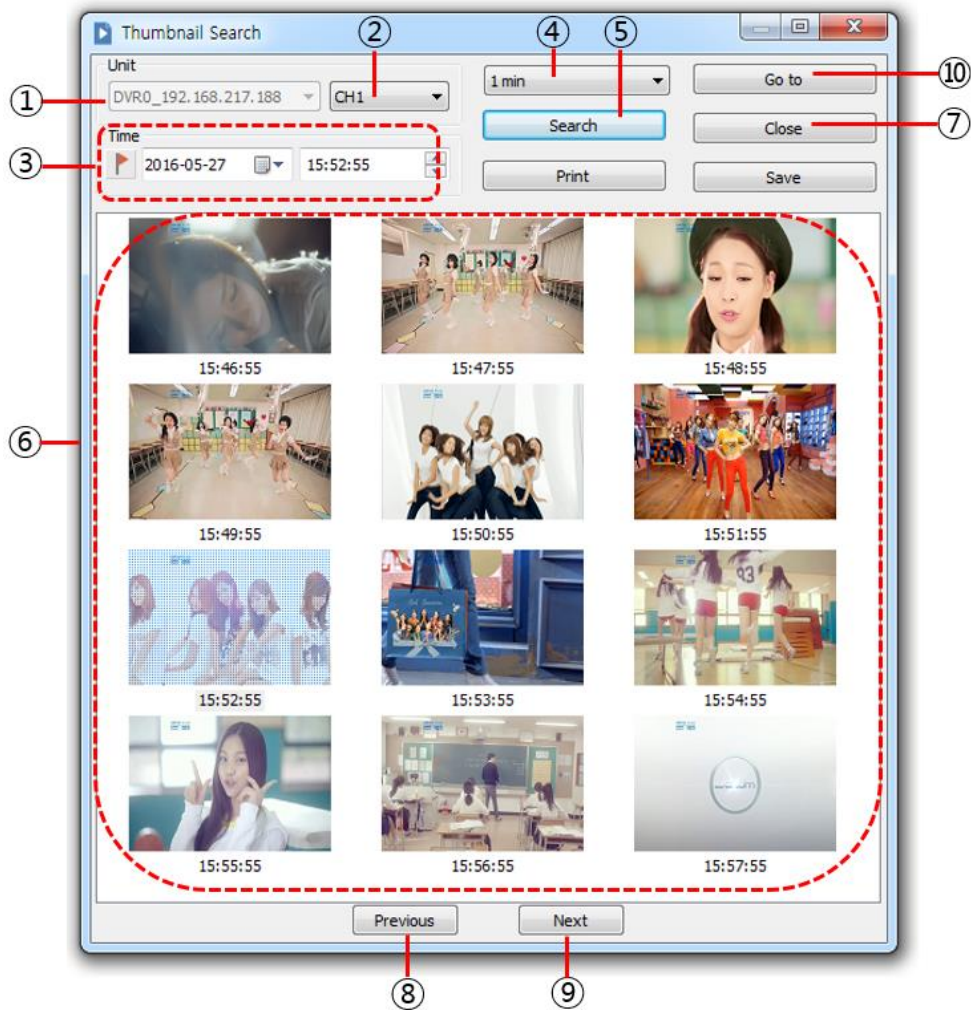 Thumbnail Search
② ④ ⑤
Unit
① DVR0_192.168.217.188 CH1 1 min Go to ⑩
Search Close ⑦
Time
③ 2016-05-27 15:52:55
Print Save
15:46:55 15:47:55 15:48:55
⑥
15:49:55 15:50:55 15:51:55
93
15:52:55 15:53:55 15:54:55
15:55:55 15:56:55 15:57:55
Previous Next
⑧ ⑨